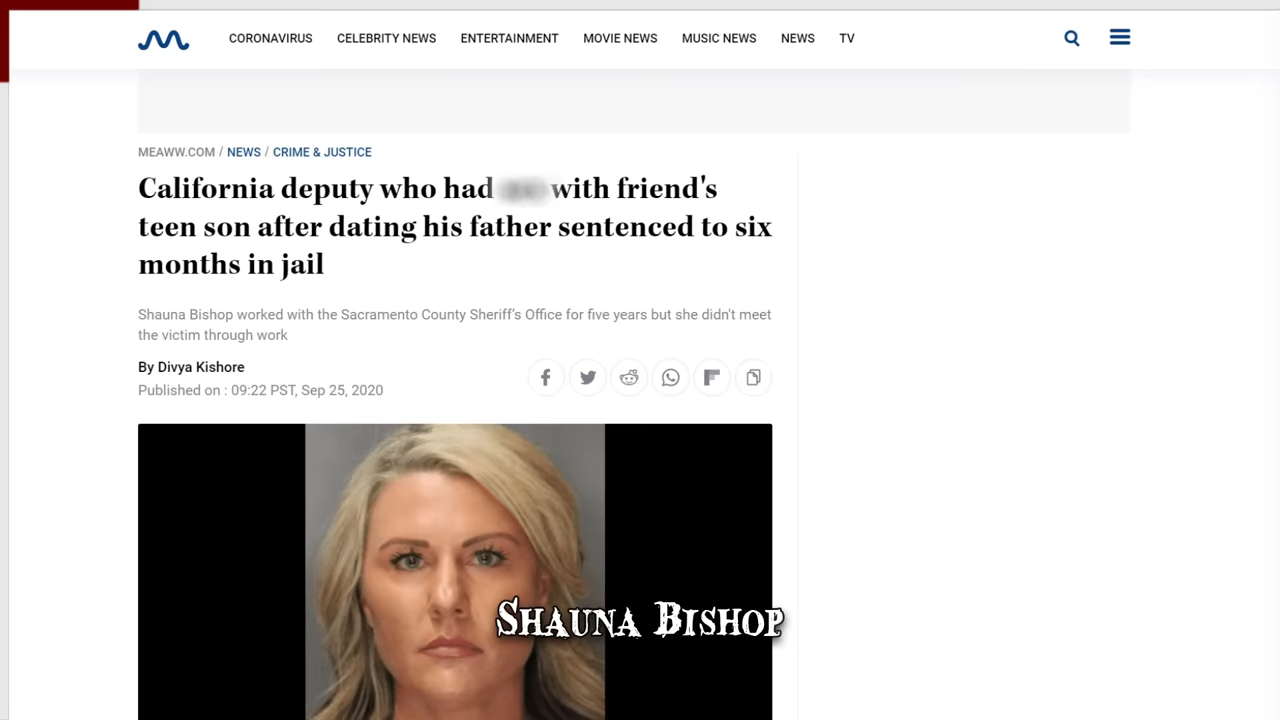 CORONAVIRUS CELEBRITY NEWS ENTERTAINMENT MOVIE NEWS MUSIC NEWS NEWS TV
MEAWW.COM / NEWS / CRIME & JUSTICE
California deputy who had with friend's
teen son after dating his father sentenced to six
months in jail
Shauna Bishop worked with the Sacramento County Sheriff's Office for five years but she didn't meet
the victim through work
By Divya Kishore
Published on : 09:22 PST, Sep 25, 2020
Shauna Bishop